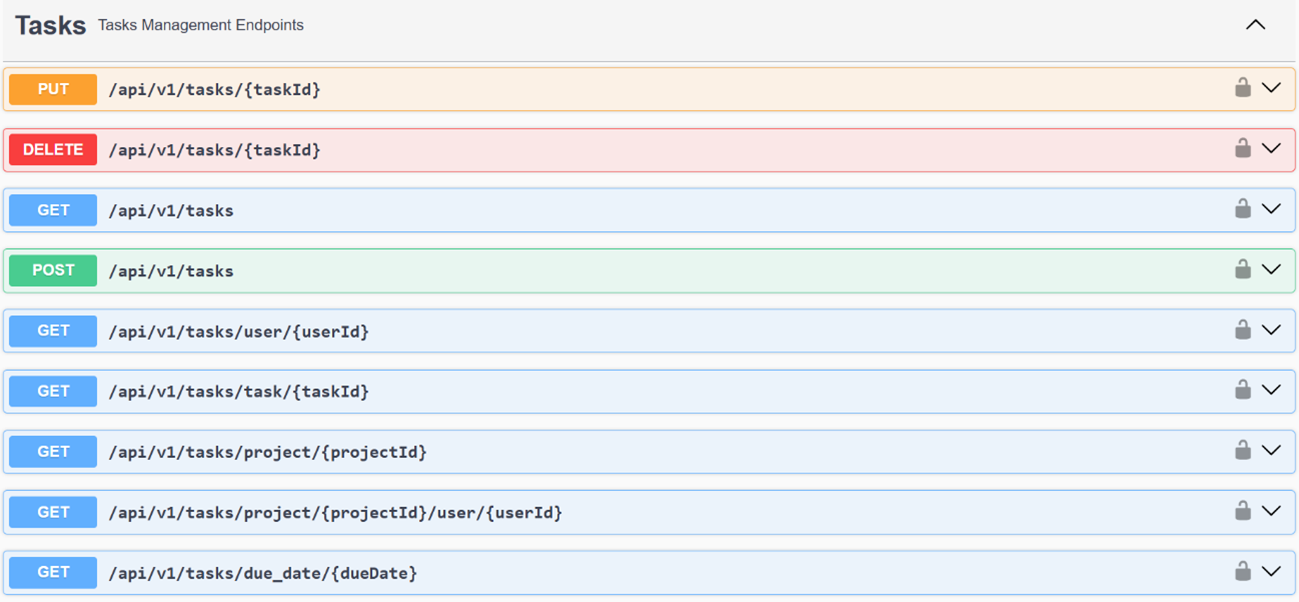 Tasks Tasks Management Endpoints
PUT /api/v1/tasks/{taskId}
DELETE /api/v1/tasks/{taskId}
GET /api/v1/tasks
POST /api/v1/tasks
GET /api/v1/tasks/user/{userId}
GET /api/v1/tasks/task/{taskId}
GET /api/v1/tasks/project/{projectId}
GET /api/v1/tasks/project/{projectId}/user/{userId}
GET /api/v1/tasks/due_date/{dueDate}